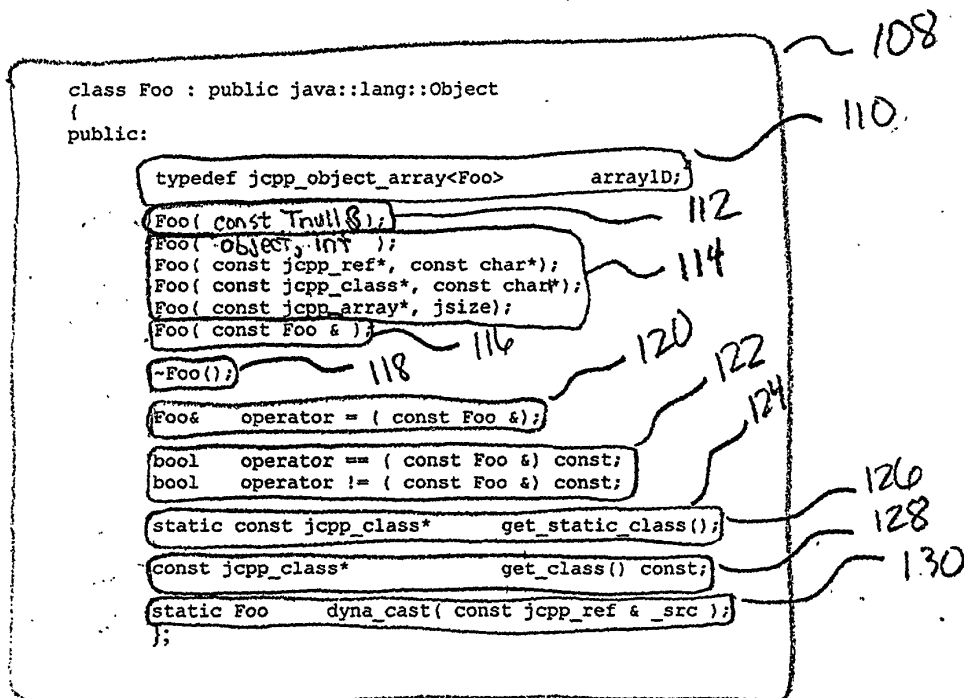 108
class Foo : public java::lang::Object
{
public:
110
typedef jcpp_object_array<Foo> array1D;
Foo( const Tnull &); 112
Foo( object, int );
Foo( const jcpp_ref*, const char*);
Foo( const jcpp_class*, const char*); 114
Foo( const jcpp_array*, jsize);
Foo( const Foo & ); 116
~Foo(); 118
120
Foo& operator = ( const Foo &);
122
bool operator == ( const Foo &) const;
bool operator != ( const Foo &) const;
124
static const jcpp_class* get_static_class();
126
const jcpp_class* get_class() const;
128
static Foo dyna_cast( const jcpp_ref & _src );
130
};